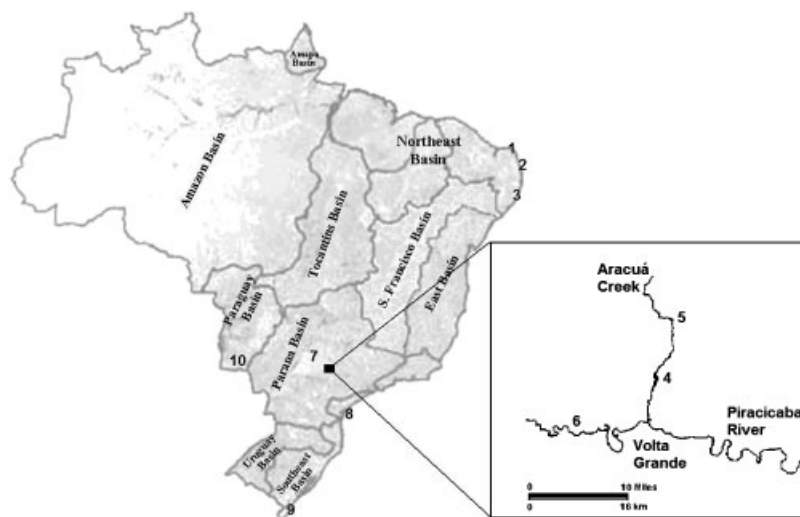 Amapa
Basin
Amazon Basin
Northeast
Basin
1
2
3
Tocantins Basin
S. Francisco Basin
East Basin
Paraguay
Basin
10
Parana Basin
7
8
Uruguay
Basin
Southeast
Basin
9
Aracuá
Creek
5
4
6
Piracicaba
River
Volta
Grande
0
10 Miles
0
16 km